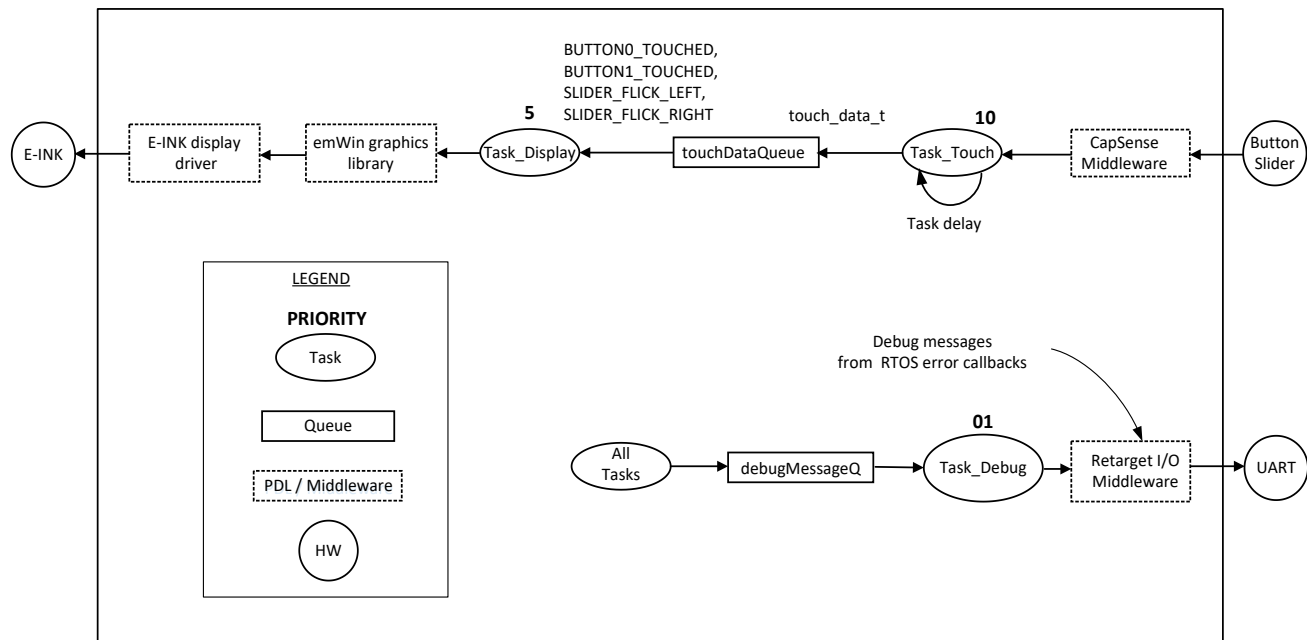 BUTTON0_TOUCHED,
BUTTON1_TOUCHED,
SLIDER_FLICK_LEFT,
SLIDER_FLICK_RIGHT
5
touch_data_t
10
E-INK
E-INK display
driver
emWin graphics
library
Task_Display
touchDataQueue
Task_Touch
CapSense
Middleware
Button
Slider
Task delay
LEGEND
PRIORITY
Task
Queue
PDL / Middleware
HW
Debug messages
from RTOS error callbacks
01
All
Tasks
debugMessageQ
Task_Debug
Retarget I/O
Middleware
UART